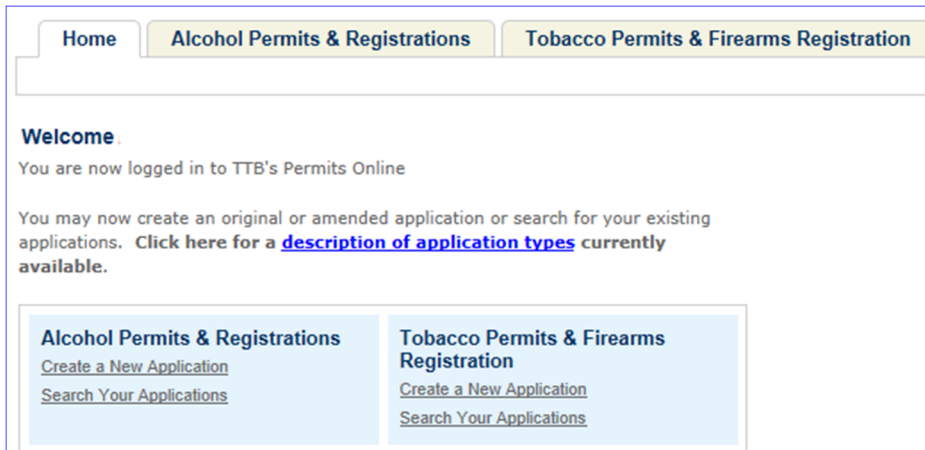 Home
Alcohol Permits & Registrations
Tobacco Permits & Firearms Registration
Welcome
You are now logged in to TTB's Permits Online
You may now create an original or amended application or search for your existing
applications. Click here for a description of application types currently
available.
Alcohol Permits & Registrations
Create a New Application
Search Your Applications
Tobacco Permits & Firearms
Registration
Create a New Application
Search Your Applications